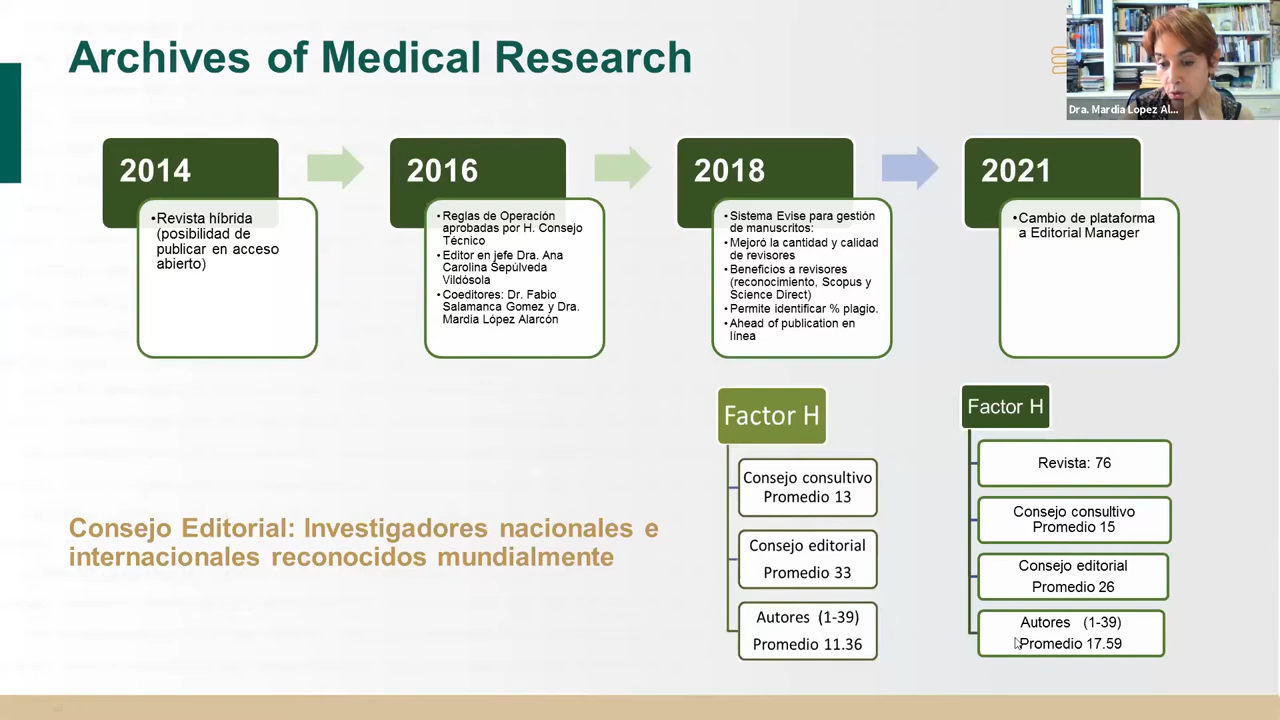 Archives of Medical Research
Dra. Mardia Lopez Al...
2014
•Revista híbrida
(posibilidad de
publicar en acceso
abierto)
2016
•Reglas de Operación
aprobadas por H. Consejo
Técnico
•Editor en jefe Dra. Ana
Carolina Sepúlveda
Vildósola
•Coeditores: Dr. Fabio
Salamanca Gomez y Dra.
Mardia López Alarcón
2018
•Sistema Evise para gestión
de manuscritos:
•Mejoró la cantidad y calidad
de revisores
•Beneficios a revisores
(reconocimiento, Scopus y
Science Direct)
•Permite identificar % plagio.
•Ahead of publication en
línea
2021
•Cambio de plataforma
a Editorial Manager
Consejo Editorial: Investigadores nacionales e
internacionales reconocidos mundialmente
Factor H
Consejo consultivo
Promedio 13
Consejo editorial
Promedio 33
Autores (1-39)
Promedio 11.36
Factor H
Revista: 76
Consejo consultivo
Promedio 15
Consejo editorial
Promedio 26
Autores (1-39)
Promedio 17.59